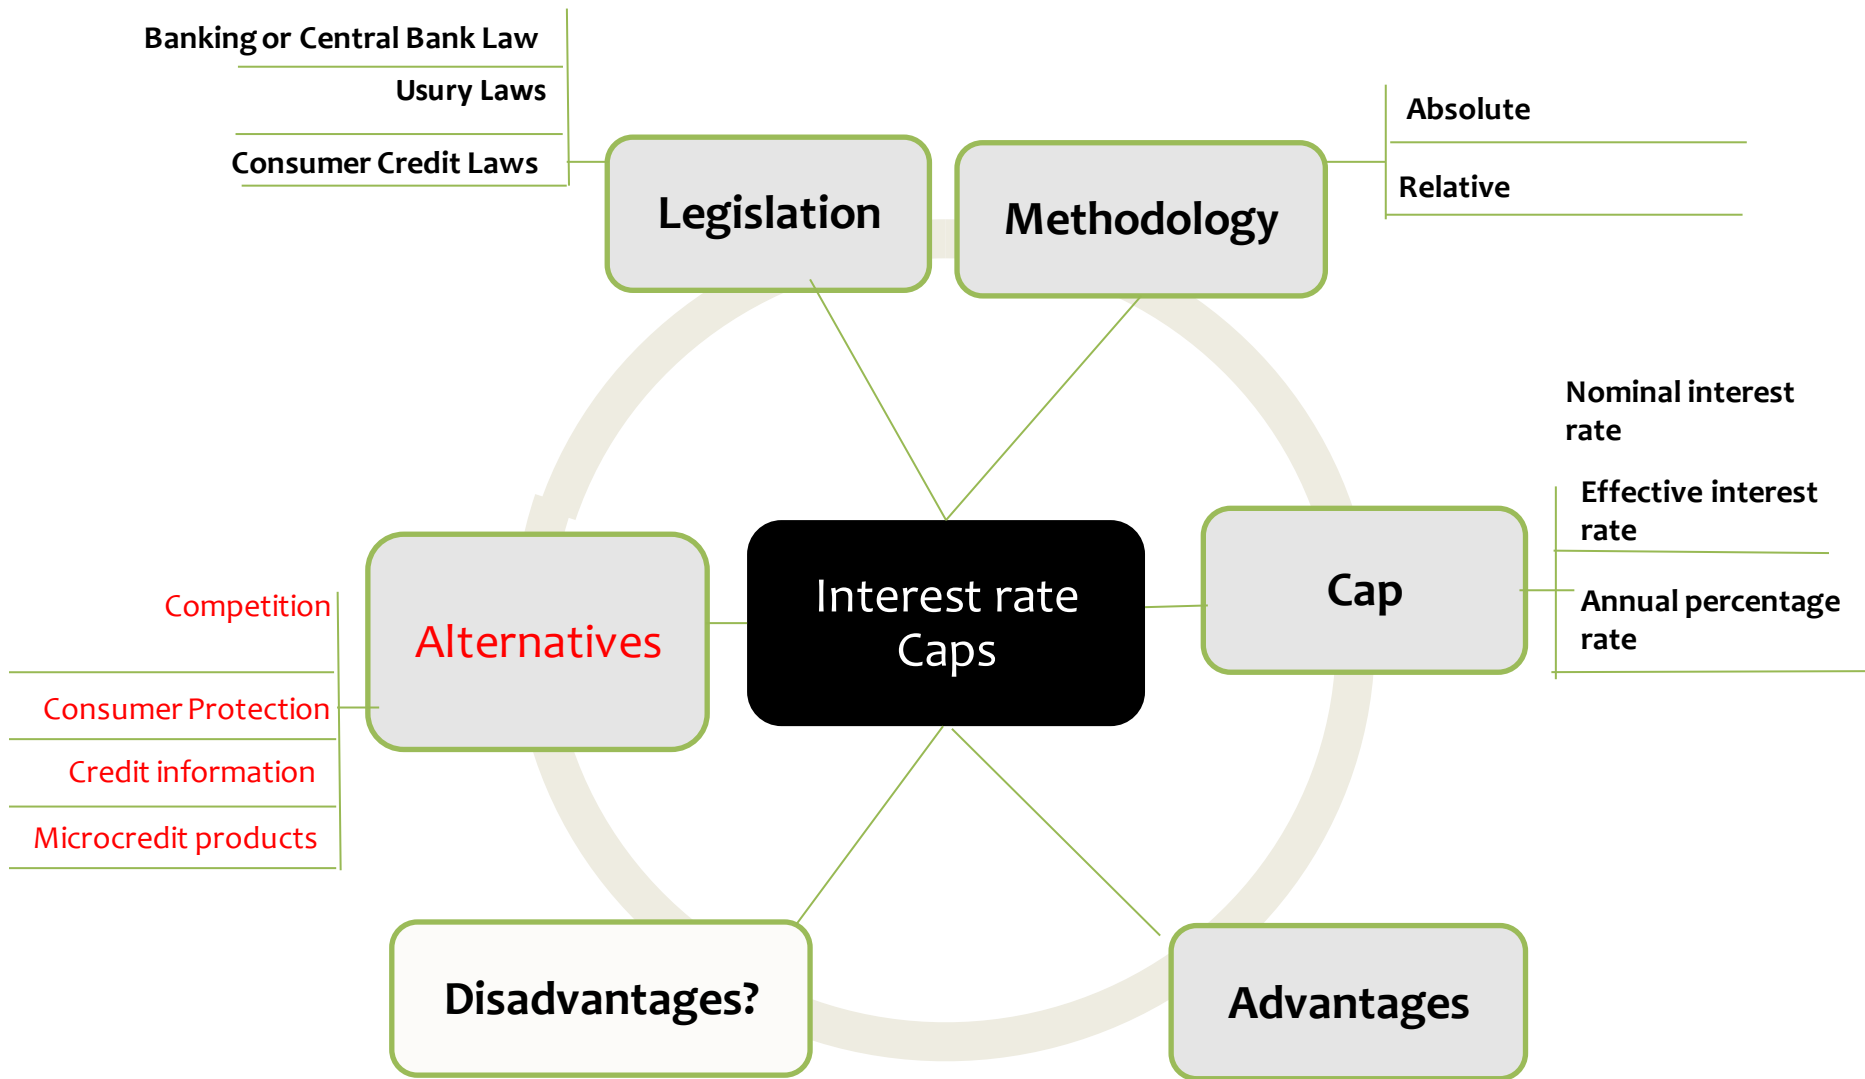 Banking or Central Bank Law
Usury Laws
Consumer Credit Laws
Legislation
Methodology
Absolute
Relative
Nominal interest
rate
Effective interest
rate
Annual percentage
rate
Cap
Interest rate
Caps
Alternatives
Competition
Consumer Protection
Credit information
Microcredit products
Disadvantages?
Advantages